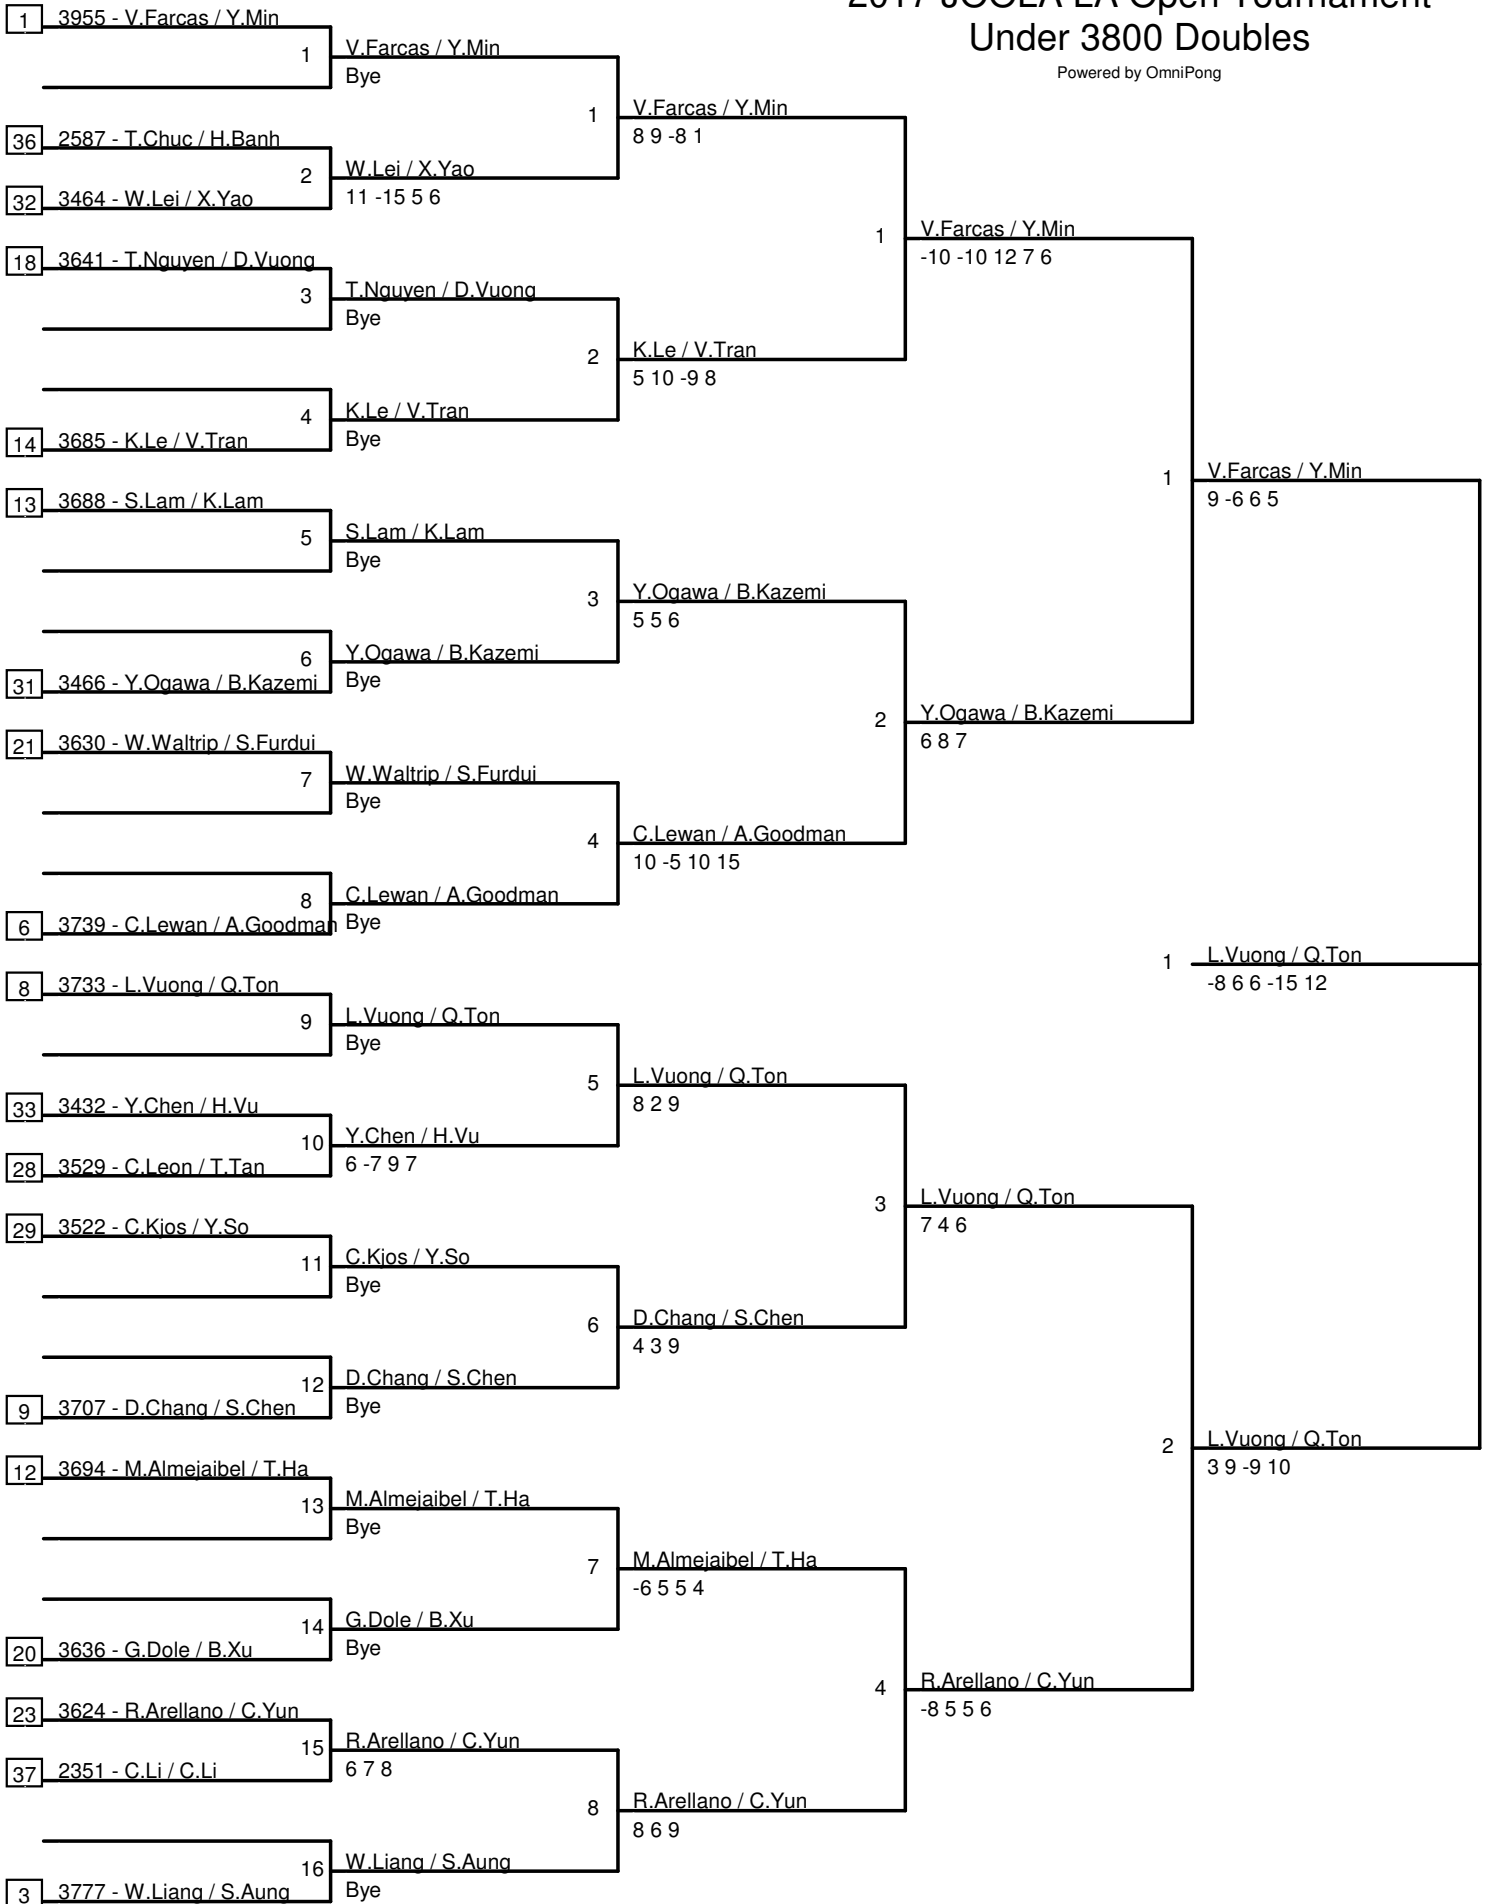 2017 JOOLA LA Open Tournament
Under 3800 Doubles
Powered by OmniPong
1 3955 - V.Farcas / Y.Min
1 V.Farcas / Y.Min
Bye
1 V.Farcas / Y.Min
8 9 -8 1
36 2587 - T.Chuc / H.Banh
2 W.Lei / X.Yao
11 -15 5 6
32 3464 - W.Lei / X.Yao
1 V.Farcas / Y.Min
-10 -10 12 7 6
18 3641 - T.Nguyen / D.Vuong
3 T.Nguyen / D.Vuong
Bye
2 K.Le / V.Tran
5 10 -9 8
4 K.Le / V.Tran
Bye
14 3685 - K.Le / V.Tran
1 V.Farcas / Y.Min
9 -6 6 5
13 3688 - S.Lam / K.Lam
5 S.Lam / K.Lam
Bye
3 Y.Ogawa / B.Kazemi
5 5 6
6 Y.Ogawa / B.Kazemi
Bye
31 3466 - Y.Ogawa / B.Kazemi
2 Y.Ogawa / B.Kazemi
6 8 7
21 3630 - W.Waltrip / S.Furdui
7 W.Waltrip / S.Furdui
Bye
4 C.Lewan / A.Goodman
10 -5 10 15
8 C.Lewan / A.Goodman
Bye
6 3739 - C.Lewan / A.Goodman
1 L.Vuong / Q.Ton
-8 6 6 -15 12
8 3733 - L.Vuong / Q.Ton
9 L.Vuong / Q.Ton
Bye
5 L.Vuong / Q.Ton
8 2 9
33 3432 - Y.Chen / H.Vu
10 Y.Chen / H.Vu
6 -7 9 7
28 3529 - C.Leon / T.Tan
3 L.Vuong / Q.Ton
7 4 6
29 3522 - C.Kjos / Y.So
11 C.Kjos / Y.So
Bye
6 D.Chang / S.Chen
4 3 9
12 D.Chang / S.Chen
Bye
9 3707 - D.Chang / S.Chen
2 L.Vuong / Q.Ton
3 9 -9 10
12 3694 - M.Almejaibel / T.Ha
13 M.Almejaibel / T.Ha
Bye
7 M.Almejaibel / T.Ha
-6 5 5 4
14 G.Dole / B.Xu
Bye
20 3636 - G.Dole / B.Xu
4 R.Arellano / C.Yun
-8 5 5 6
23 3624 - R.Arellano / C.Yun
15 R.Arellano / C.Yun
6 7 8
37 2351 - C.Li / C.Li
8 R.Arellano / C.Yun
8 6 9
16 W.Liang / S.Aung
Bye
3 3777 - W.Liang / S.Aung